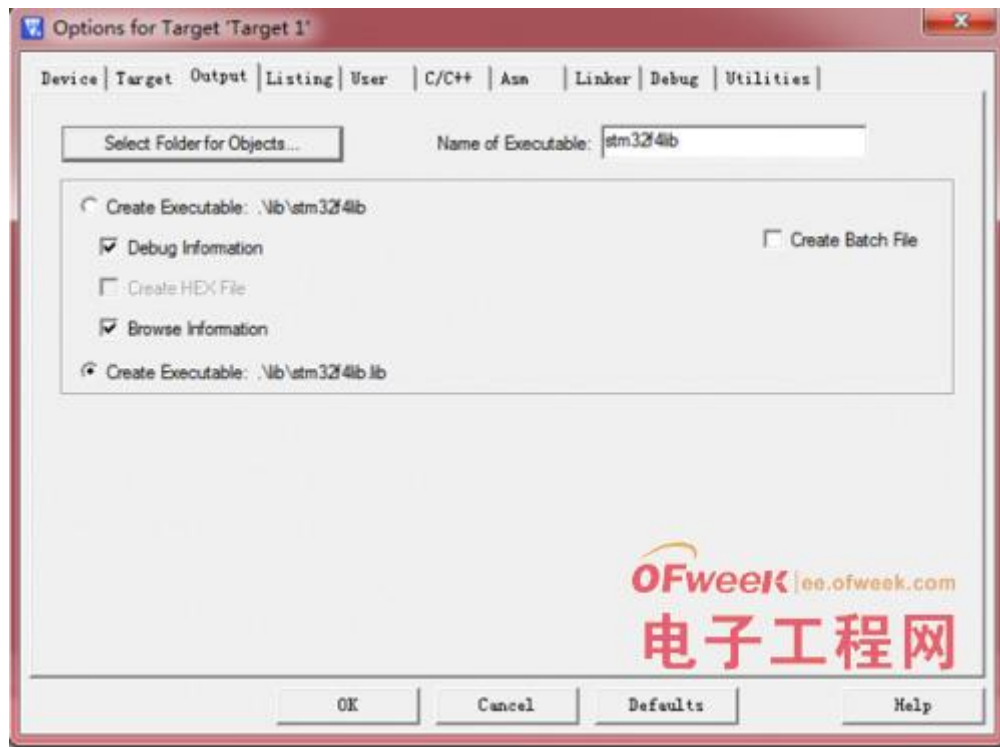 Options for Target 'Target 1'
Device Target Output Listing User C/C++ Asm Linker Debug Utilities
Select Folder for Objects... Name of Executable: stm32f4lib
Create Executable: .\lib\stm32f4lib
Debug Information Create Batch File
Create HEX File
Browse Information
Create Executable: .\lib\stm32f4lib.lib
OFweek ee.ofweek.com
电子工程网
OK Cancel Defaults Help